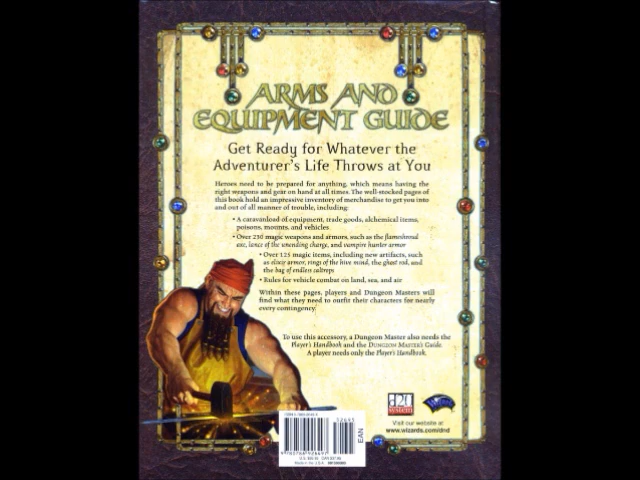 ARMS AND
EQUIPMENT GUIDE
Get Ready for Whatever the
Adventurer's Life Throws at You
Heroes need to be prepared for anything, which means having the
right weapons and gear on hand at all times. The well-stocked pages of
this book hold an impressive inventory of merchandise to get you into
and out of all manner of trouble, including:
• A caravanload of equipment, trade goods, alchemical items,
poisons, mounts, and vehicles
• Over 250 magic weapons and armors, such as the flameshroud
axe, lance of the unending charge, and vampire hunter armor
• Over 125 magic items, including new artifacts, such
as elixir armor, rings of the hive mind, the ghost rod, and
the bag of endless caltrops
• Rules for vehicle combat on land, sea, and air
Within these pages, players and Dungeon Masters will
find what they need to outfit their characters for nearly
every contingency.
To use this accessory, a Dungeon Master also needs the
Player's Handbook and the DUNGEON MASTER'S Guide.
A player needs only the Player's Handbook.
d20
system
Visit our website at
www.wizards.com/dnd
52695
EAN
Made in the U.S.A.